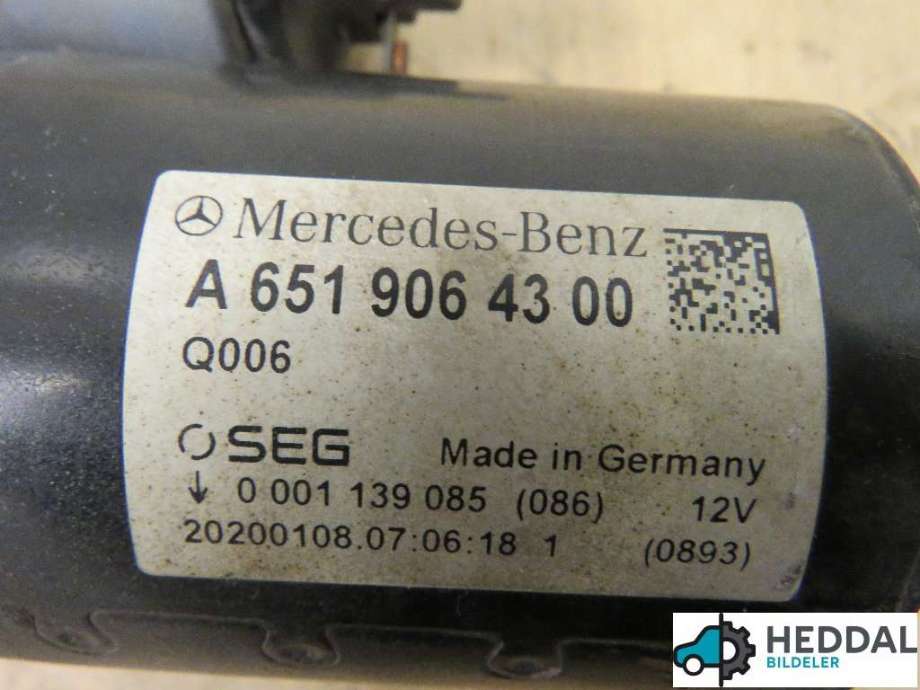 Mercedes-Benz
A 651 906 43 00
Q006
SEG
Made in Germany
0 001 139 085 (086) 12V
20200108.07:06:18 1 (0893)
HEDDAL
BILDELER